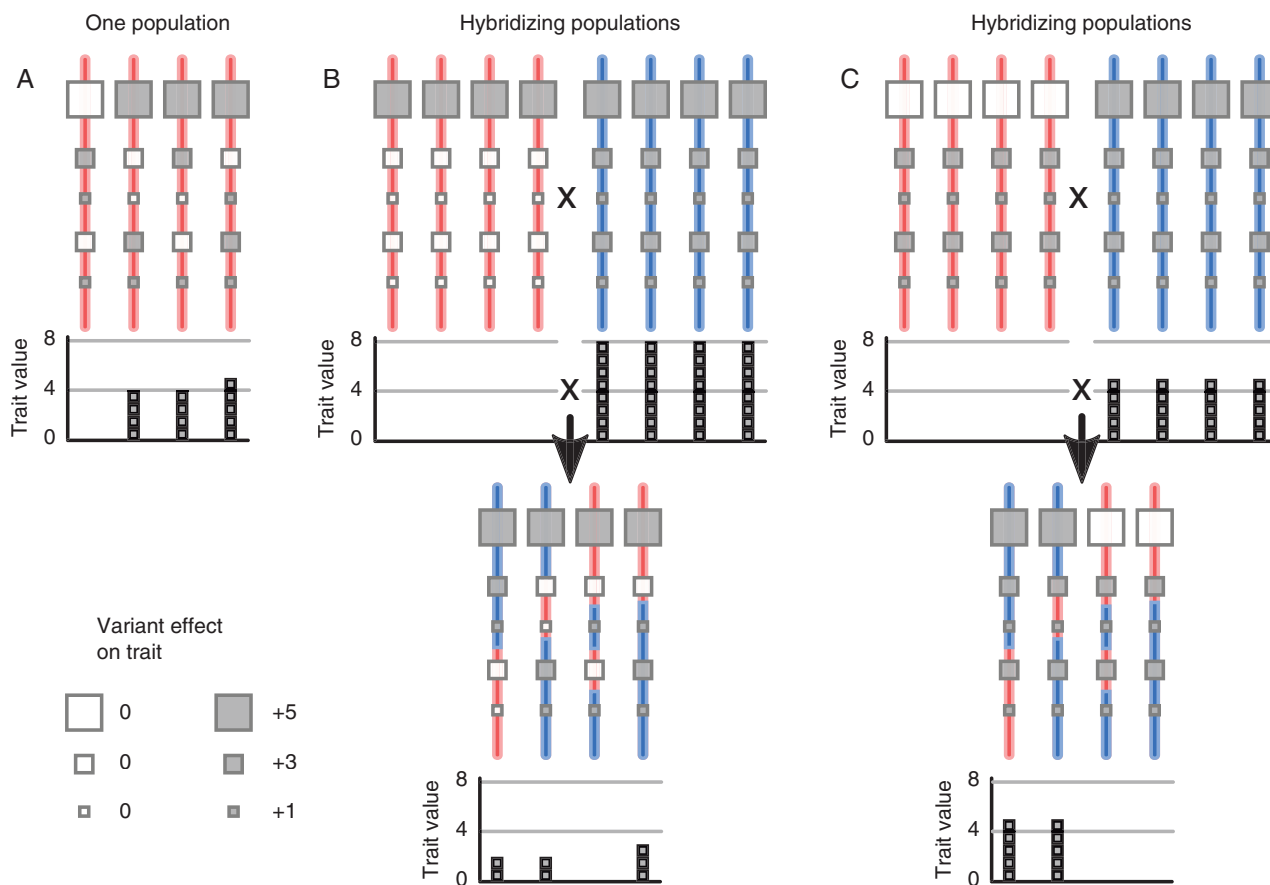 One population
Hybridizing populations
Hybridizing populations
A
B
C
X
X
8
4
0
Trait value
8
4
0
Trait value
X
8
4
0
Trait value
X
Variant effect
on trait
0
+5
0
+3
0
+1
8
4
0
Trait value
8
4
0
Trait value